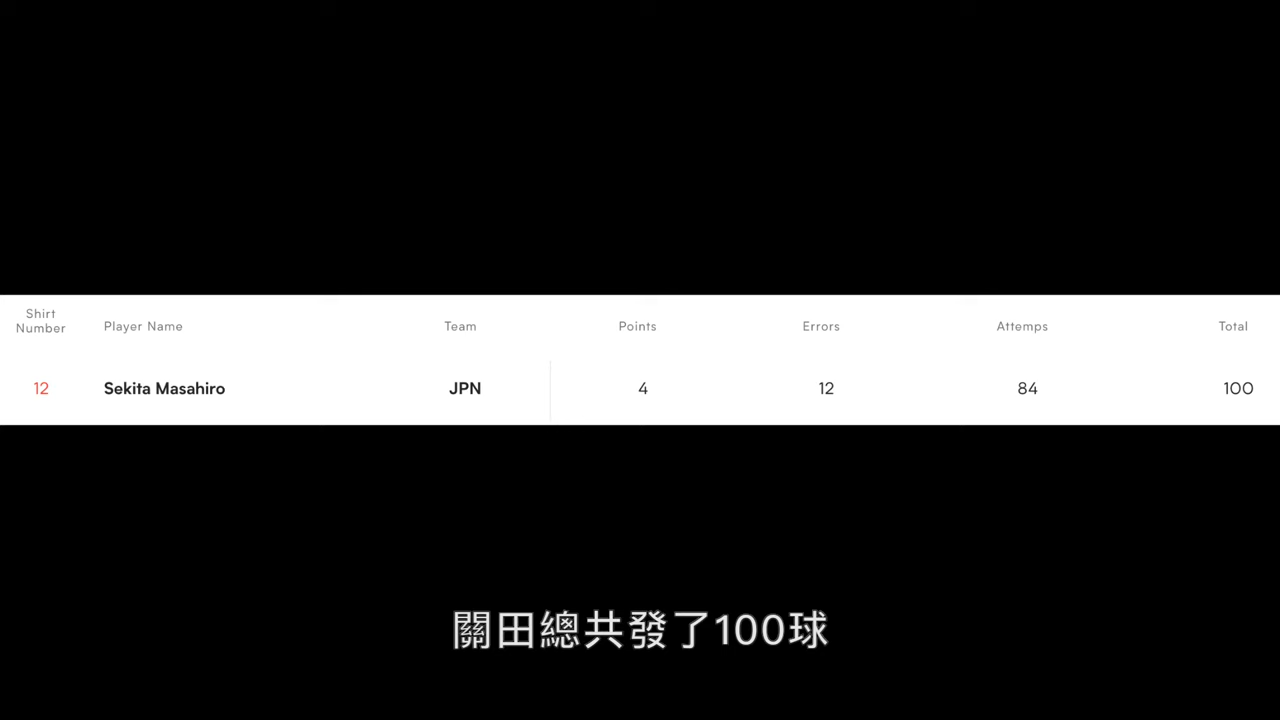 Shirt
Number
Player Name
Team
Points
Errors
Attemps
Total
12
Sekita Masahiro
JPN
4
12
84
100
關田總共發了100球